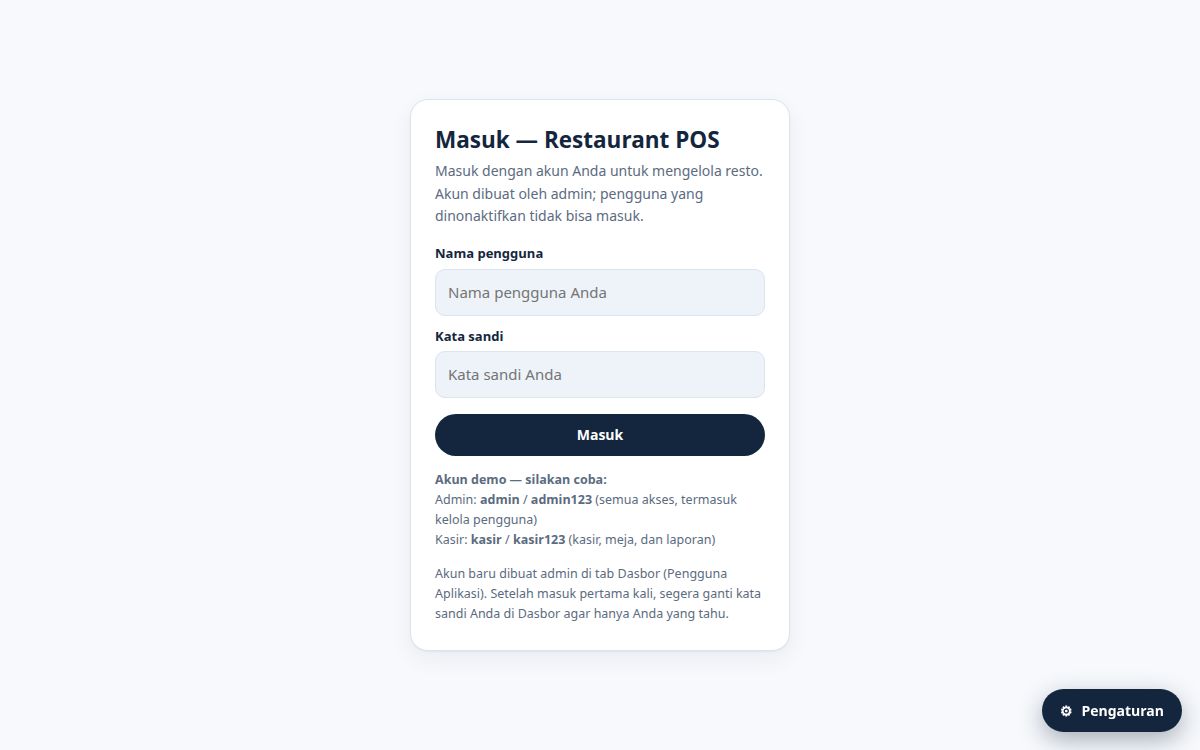 Masuk — Restaurant POS
Masuk dengan akun Anda untuk mengelola resto.
Akun dibuat oleh admin; pengguna yang
dinonaktifkan tidak bisa masuk.
Nama pengguna
Nama pengguna Anda
Kata sandi
Kata sandi Anda
Masuk
Akun demo — silakan coba:
Admin: admin / admin123 (semua akses, termasuk
kelola pengguna)
Kasir: kasir / kasir123 (kasir, meja, dan laporan)
Akun baru dibuat admin di tab Dasbor (Pengguna
Aplikasi). Setelah masuk pertama kali, segera ganti kata
sandi Anda di Dasbor agar hanya Anda yang tahu.
⚙ Pengaturan